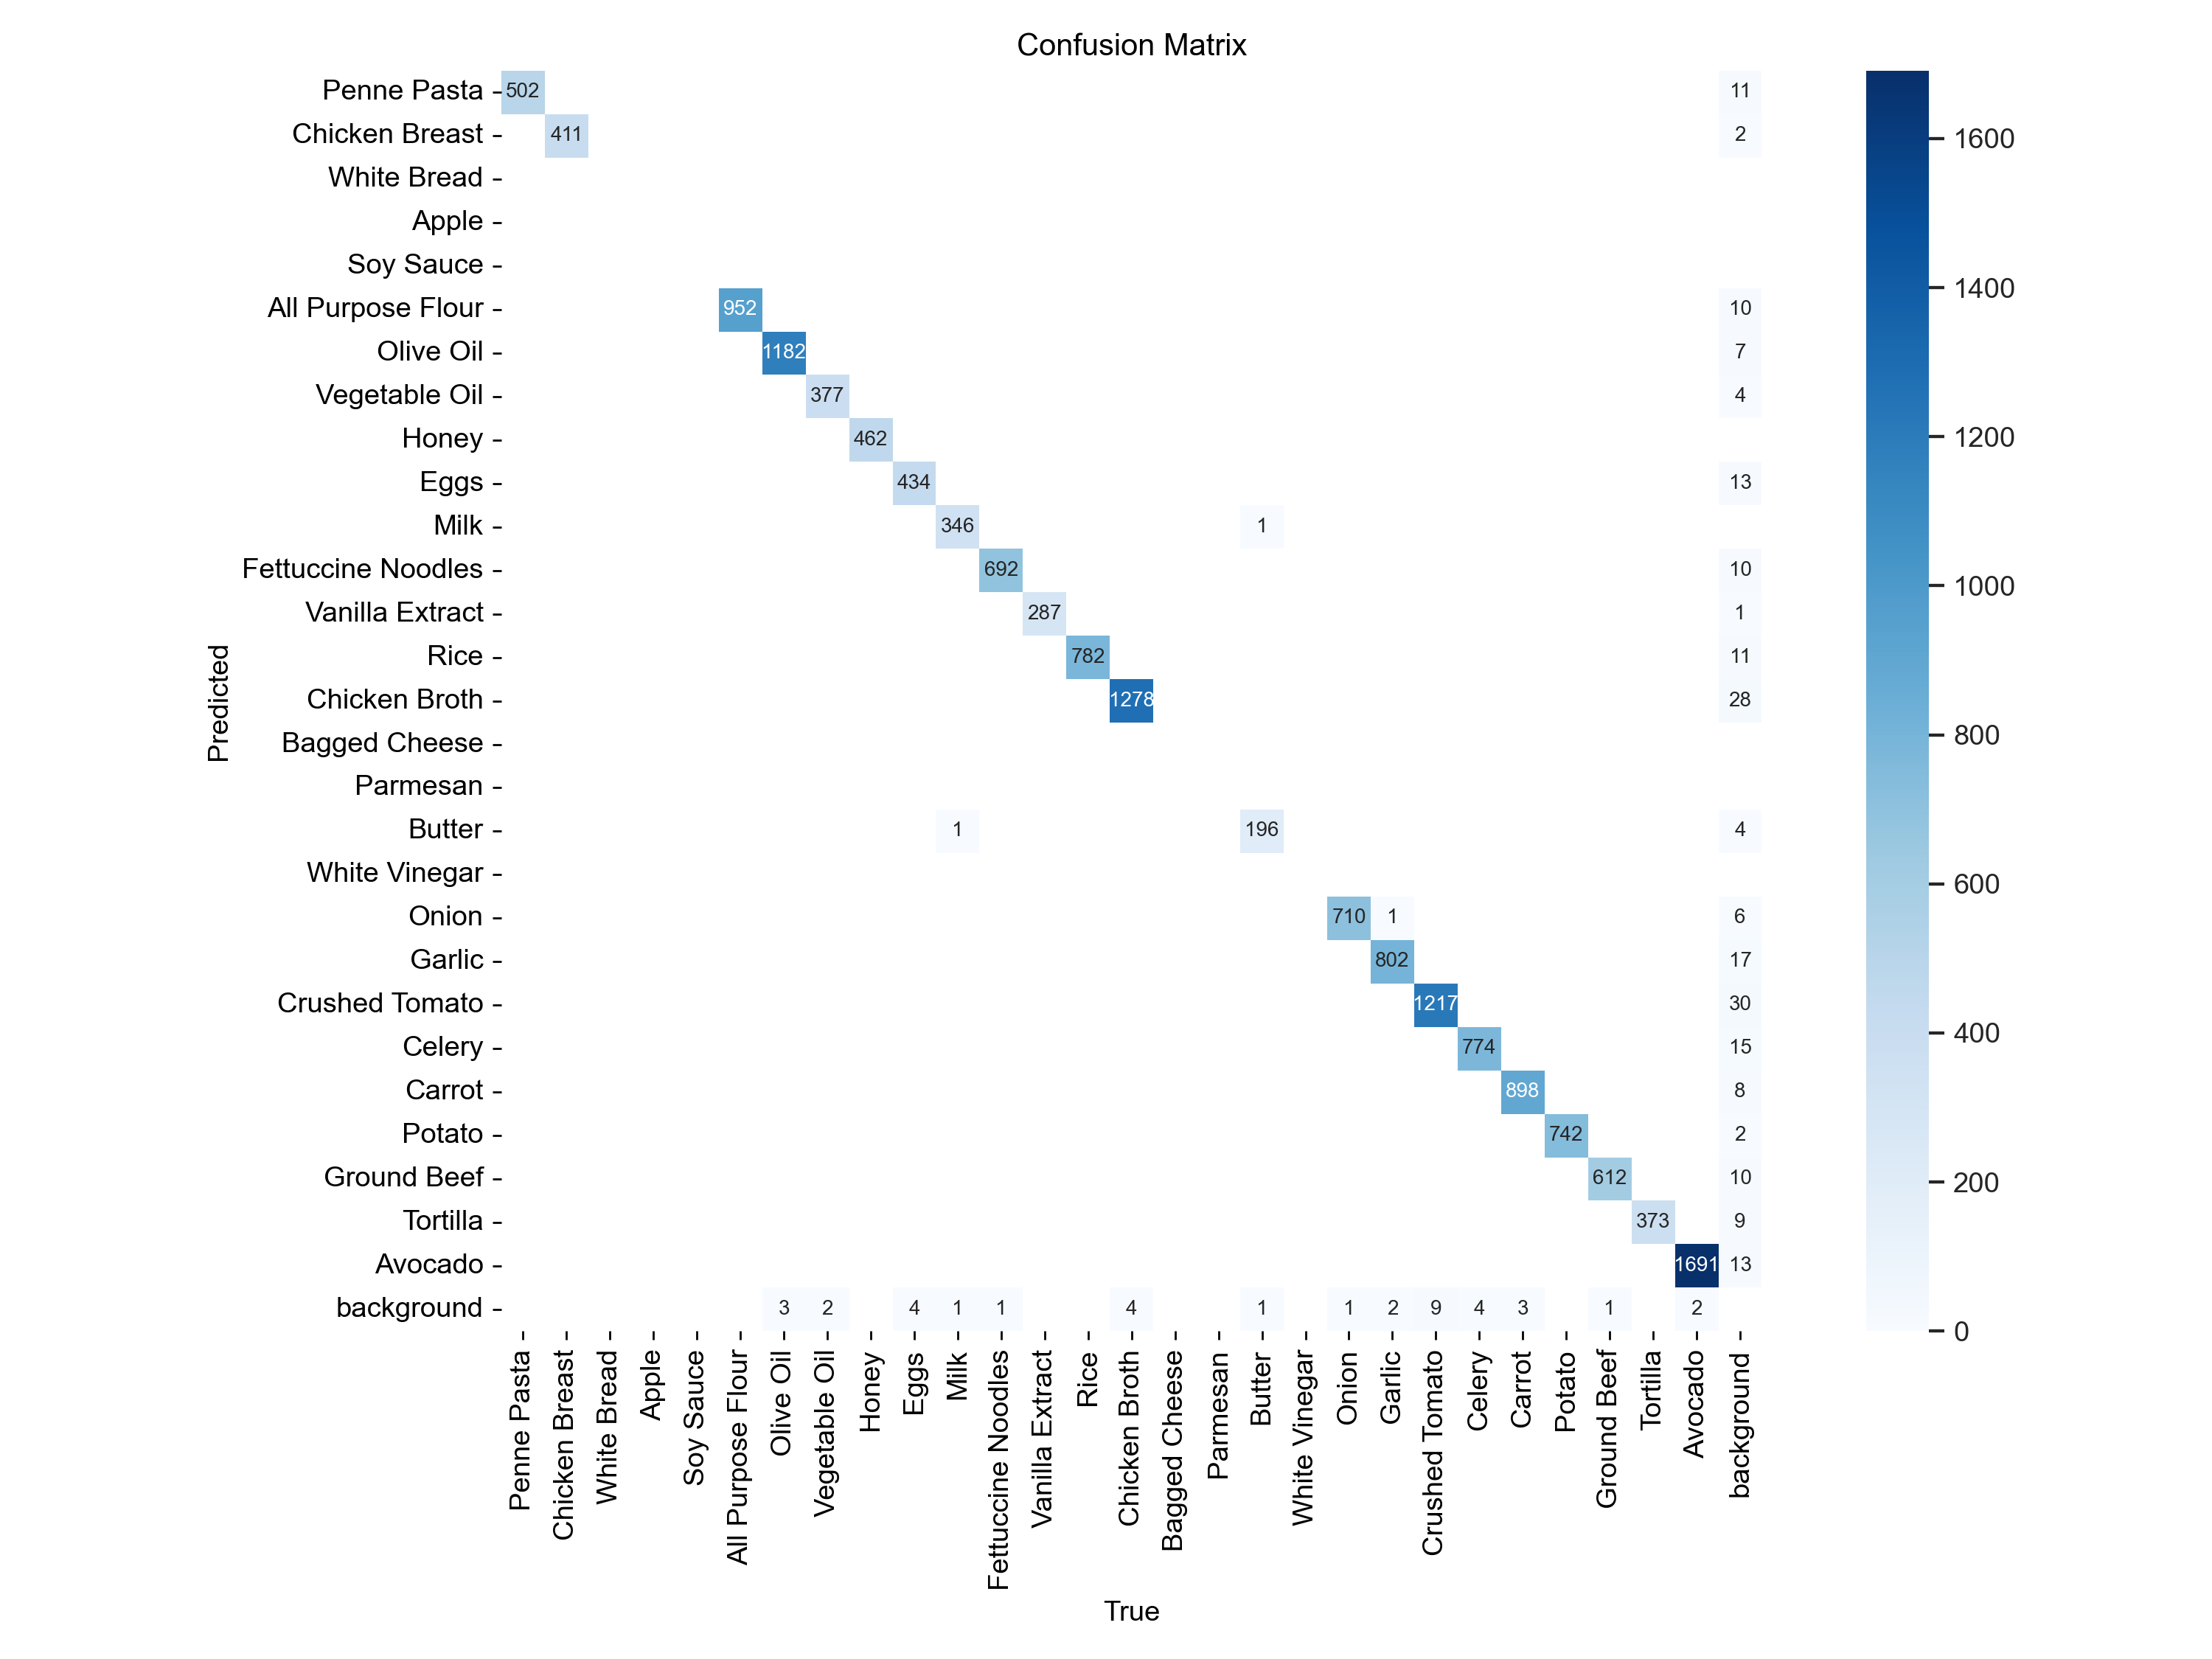 Confusion Matrix
Penne Pasta 502 11
Chicken Breast 411 2
White Bread
Apple
Soy Sauce
All Purpose Flour 952 10
Olive Oil 1182 7
Vegetable Oil 377 4
Honey 462
Eggs 434 13
Milk 346 1
Fettuccine Noodles 692 10
Vanilla Extract 287 1
Rice 782 11
Chicken Broth 1278 28
Bagged Cheese
Parmesan
Butter 1 196 4
White Vinegar
Onion 710 1 6
Garlic 802 17
Crushed Tomato 1217 30
Celery 774 15
Carrot 898 8
Potato 742 2
Ground Beef 612 10
Tortilla 373 9
Avocado 1691 13
background 3 2 4 1 1 4 1 1 2 9 4 3 1 2
Predicted
Penne Pasta
Chicken Breast
White Bread
Apple
Soy Sauce
All Purpose Flour
Olive Oil
Vegetable Oil
Honey
Eggs
Milk
Fettuccine Noodles
Vanilla Extract
Rice
Chicken Broth
Bagged Cheese
Parmesan
Butter
White Vinegar
Onion
Garlic
Crushed Tomato
Celery
Carrot
Potato
Ground Beef
Tortilla
Avocado
background
True
1600
1400
1200
1000
800
600
400
200
0